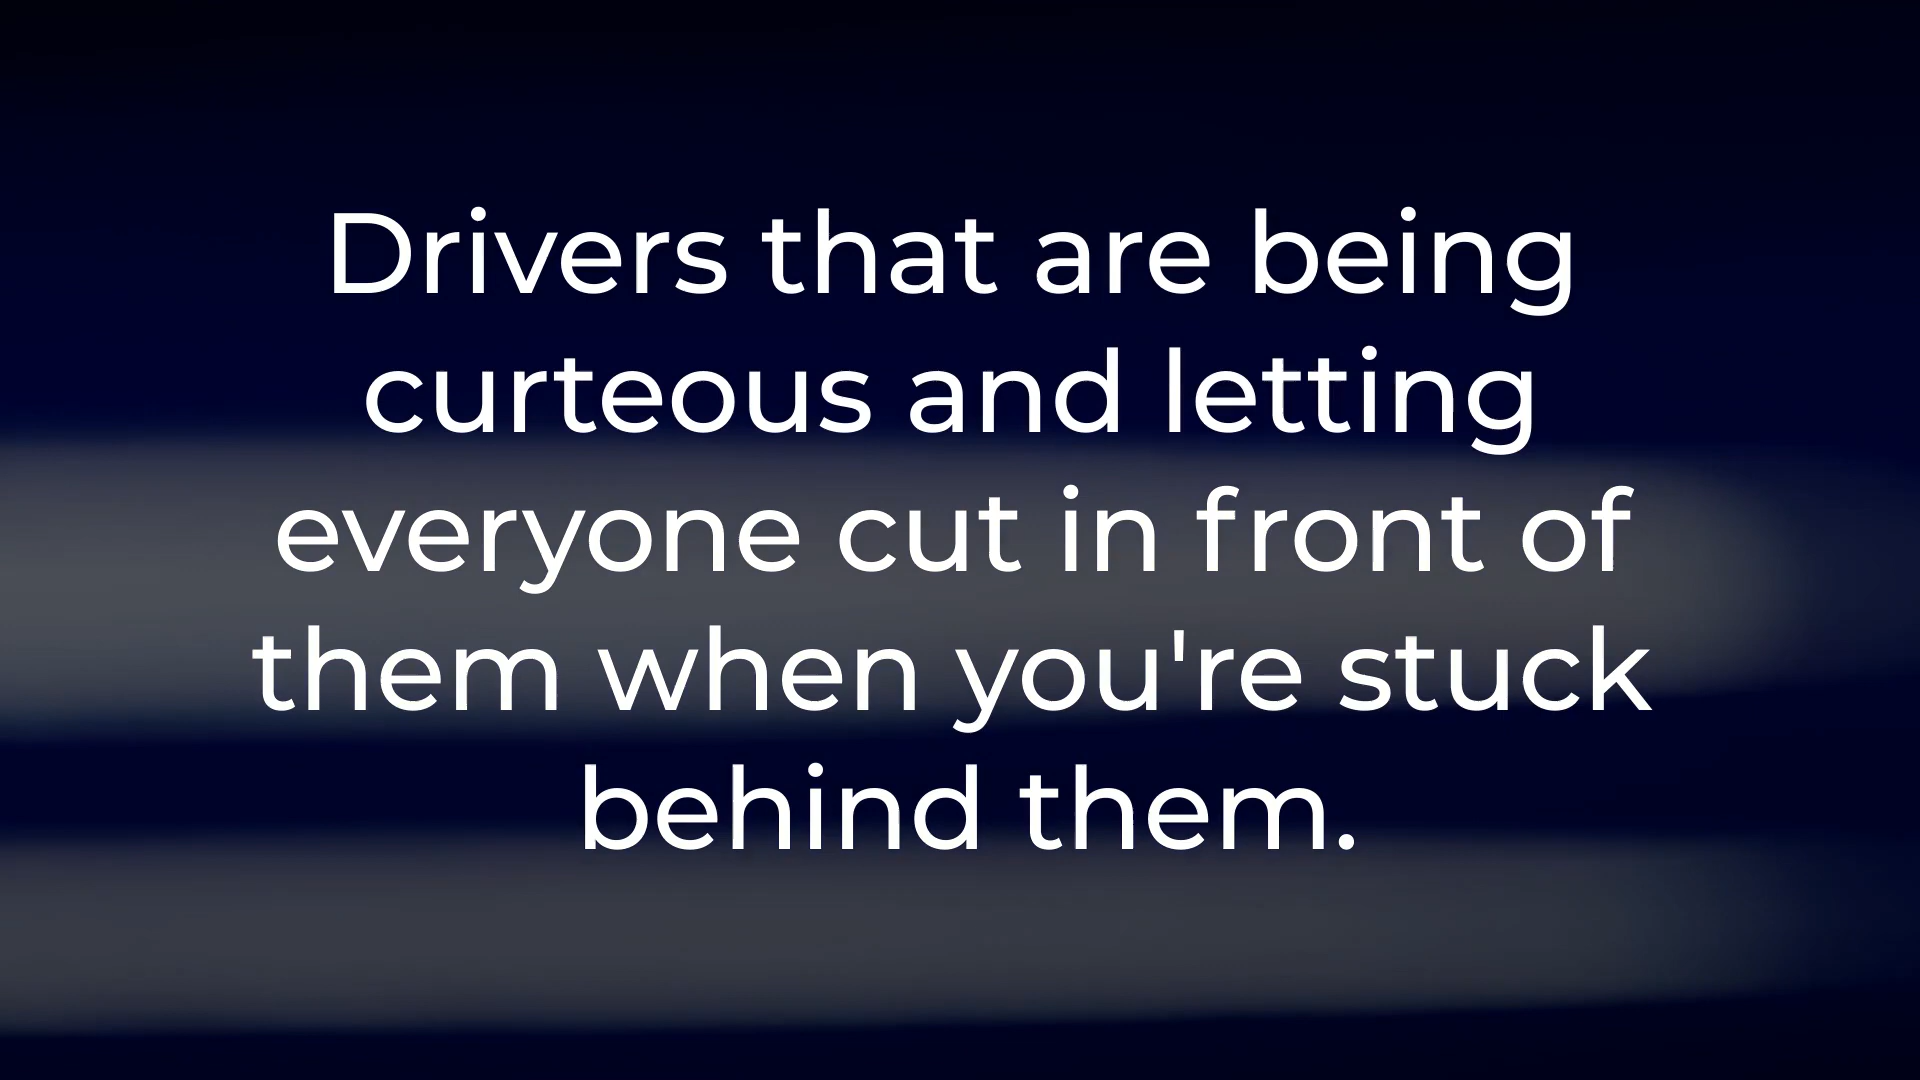 Drivers that are being
curteous and letting
everyone cut in front of
them when you're stuck
behind them.